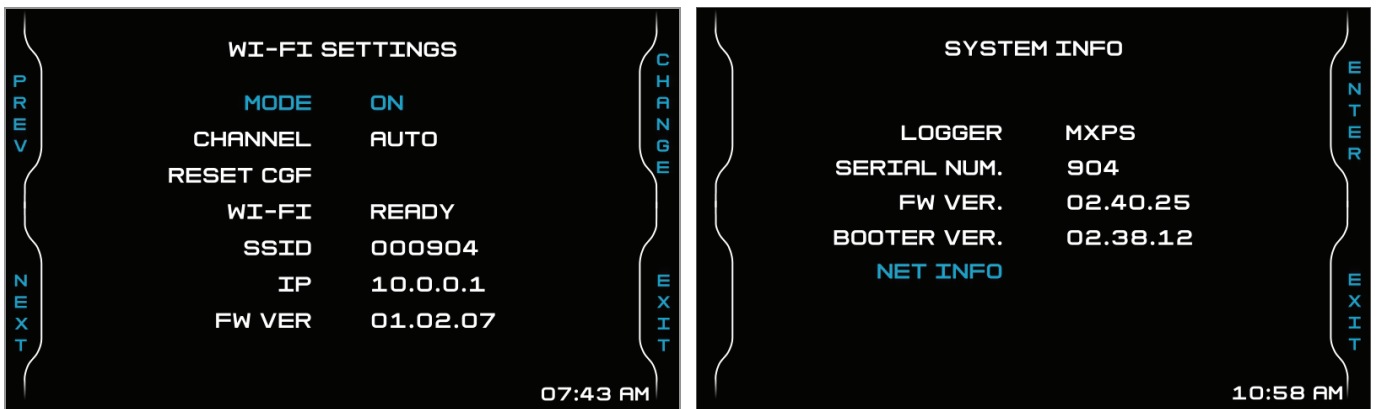 WI-FI SETTINGS
PREV
CHANGE
MODE ON
CHANNEL AUTO
RESET CGF
WI-FI READY
SSID 000904
IP 10.0.0.1
FW VER 01.02.07
NEXT
EXIT
07:43 AM
SYSTEM INFO
ENTER
LOGGER MXPS
SERIAL NUM. 904
FW VER. 02.40.25
BOOTER VER. 02.38.12
NET INFO
EXIT
10:58 AM